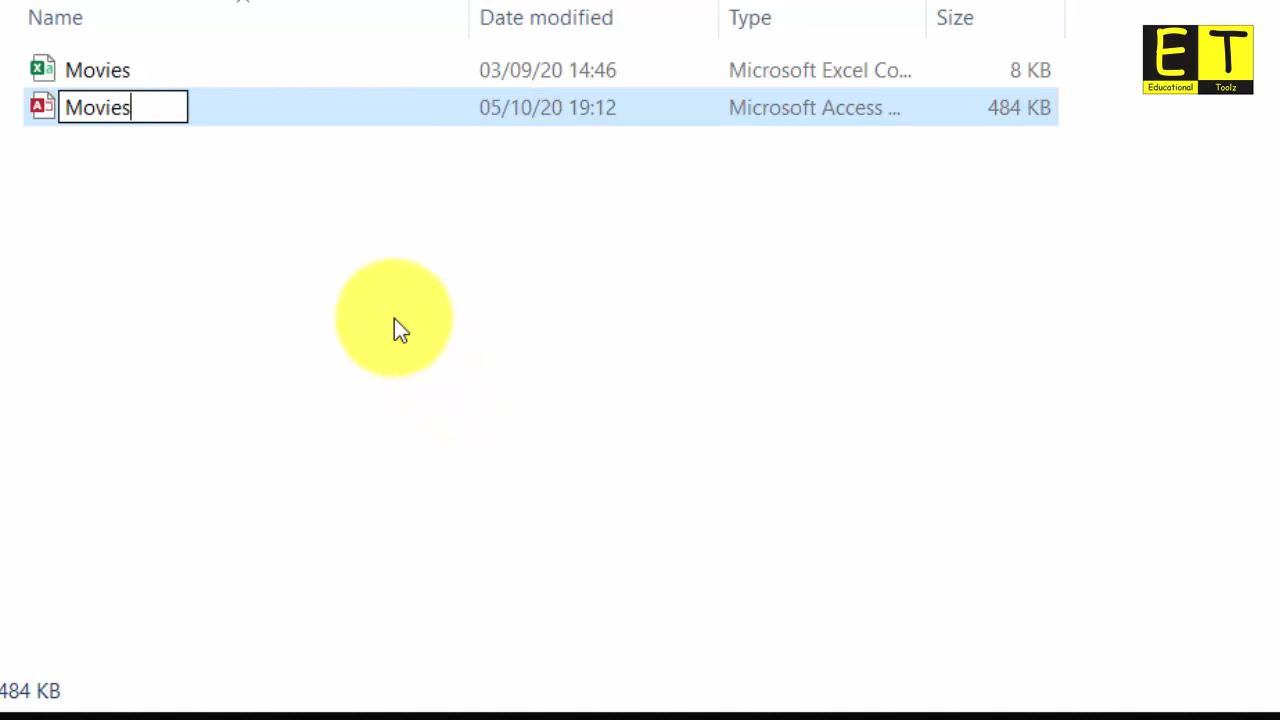 Name Date modified Type Size
Movies 03/09/20 14:46 Microsoft Excel Co... 8 KB
Movies 05/10/20 19:12 Microsoft Access ... 484 KB
ET
Educational Toolz
484 KB